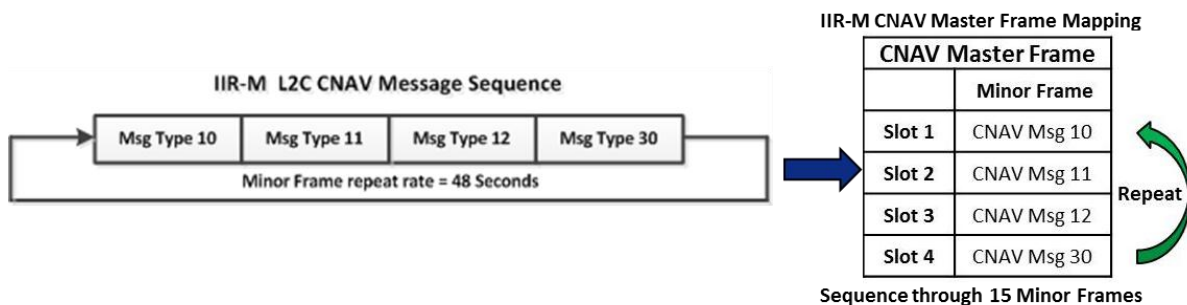 IIR-M L2C CNAV Message Sequence
Msg Type 10 Msg Type 11 Msg Type 12 Msg Type 30
Minor Frame repeat rate = 48 Seconds
IIR-M CNAV Master Frame Mapping
CNAV Master Frame
Minor Frame
Slot 1 CNAV Msg 10
Slot 2 CNAV Msg 11
Slot 3 CNAV Msg 12
Slot 4 CNAV Msg 30
Repeat
Sequence through 15 Minor Frames